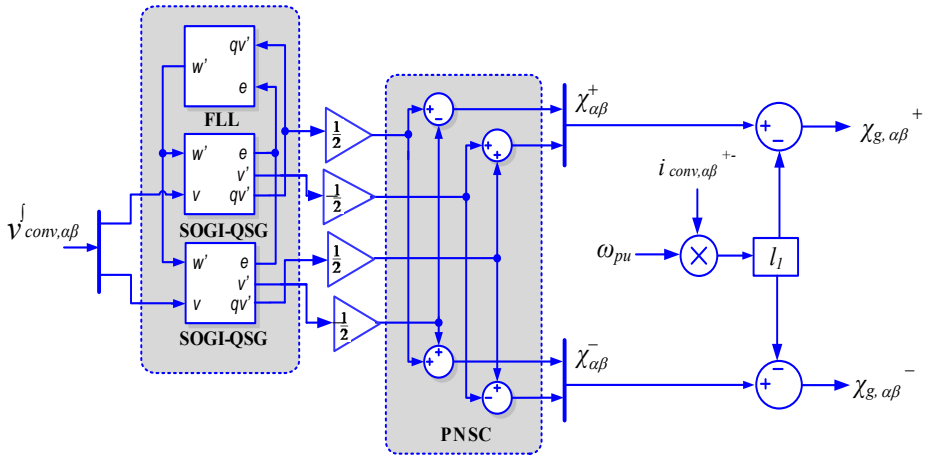 qv'
w'
e
FLL
w'
e
v'
v
qv'
SOGI-QSG
w'
e
v'
v
qv'
SOGI-QSG
v∫conv,αβ
1/2
-1/2
1/2
-1/2
+ -
+ +
+ +
- +
PNSC
χ+αβ
χ-αβ
i conv,αβ +-
ωpu
×
l1
+ -
+ -
χg, αβ +
χg, αβ -